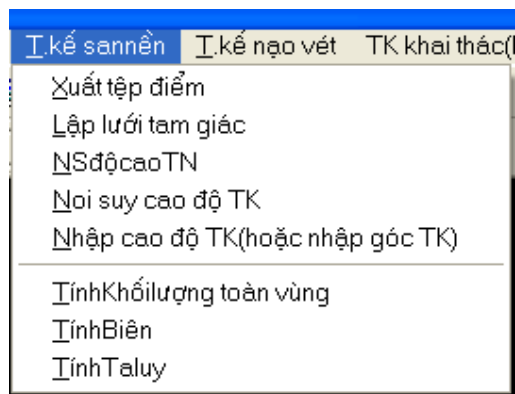 T.kế sannền T.kế nạo vét TK khai thác(
Xuất tệp điểm
Lập lưới tam giác
NSđộcaoTN
Noi suy cao độ TK
Nhập cao độ TK(hoặc nhập góc TK)
TínhKhốilượng toàn vùng
TínhBiên
TínhTaluy